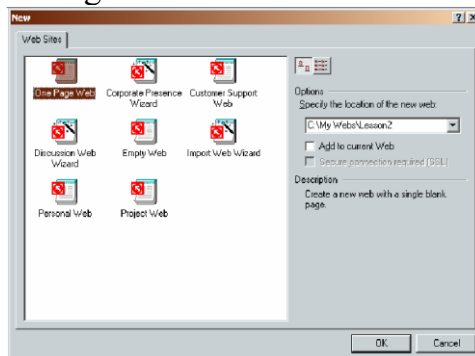 New
Web Sites
One Page Web
Corporate Presence Wizard
Customer Support Web
Discussion Web Wizard
Empty Web
Import Web Wizard
Personal Web
Project Web
Options
Specify the location of the new web:
C:\My Webs\Lesson2
Add to current Web
Secure connection required (SSL)
Description
Create a new web with a single blank
page.
OK
Cancel